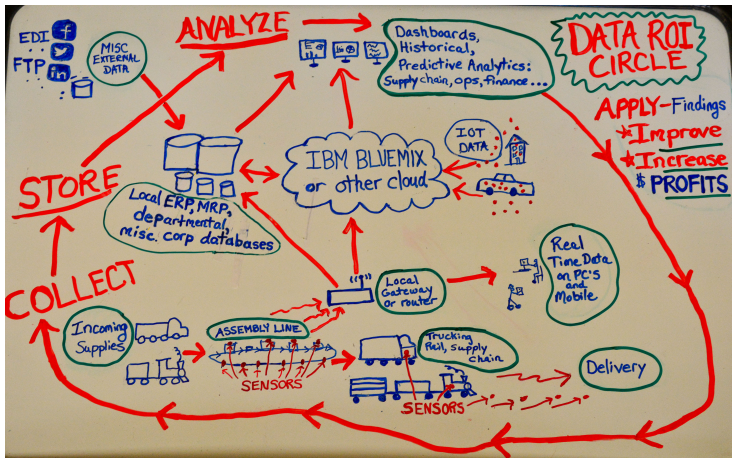 EDI
FTP
MISC
EXTERNAL
DATA
ANALYZE
Dashboards,
Historical,
Predictive Analytics:
Supply chain, ops, finance...
DATA ROI
CIRCLE
APPLY-Findings
*Improve
*Increase
$ PROFITS
STORE
Local ERP, MRP,
departmental,
misc. corp databases
IBM BLUEMIX
or other cloud
IOT
DATA
COLLECT
Local
Gateway
or router
Real
Time Data
on PC's
and
Mobile
Incoming
Supplies
ASSEMBLY LINE
SENSORS
Trucking
Rail, supply
chain
SENSORS
Delivery